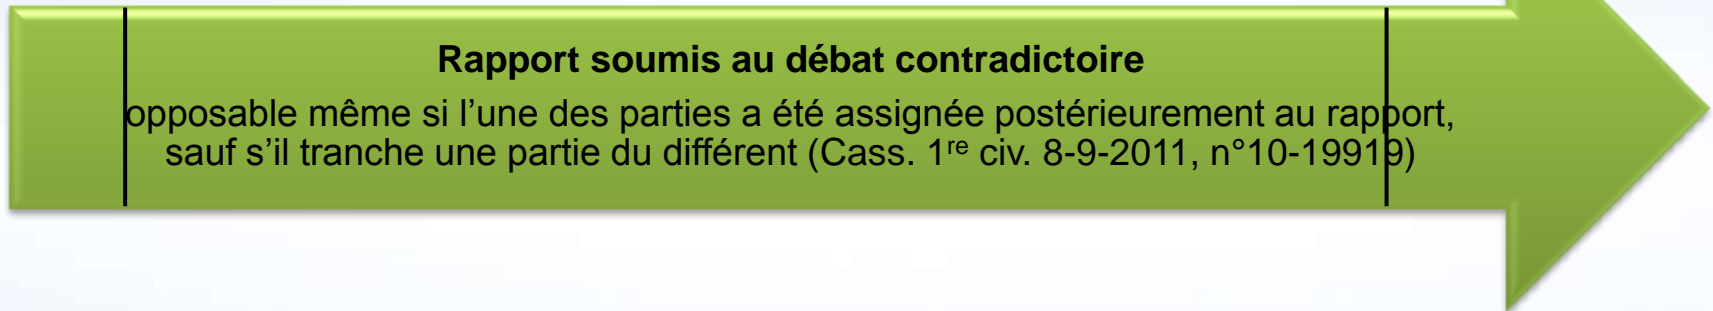 Rapport soumis au débat contradictoire
opposable même si l’une des parties a été assignée postérieurement au rapport,
sauf s’il tranche une partie du différent (Cass. 1re civ. 8-9-2011, n°10-19919)